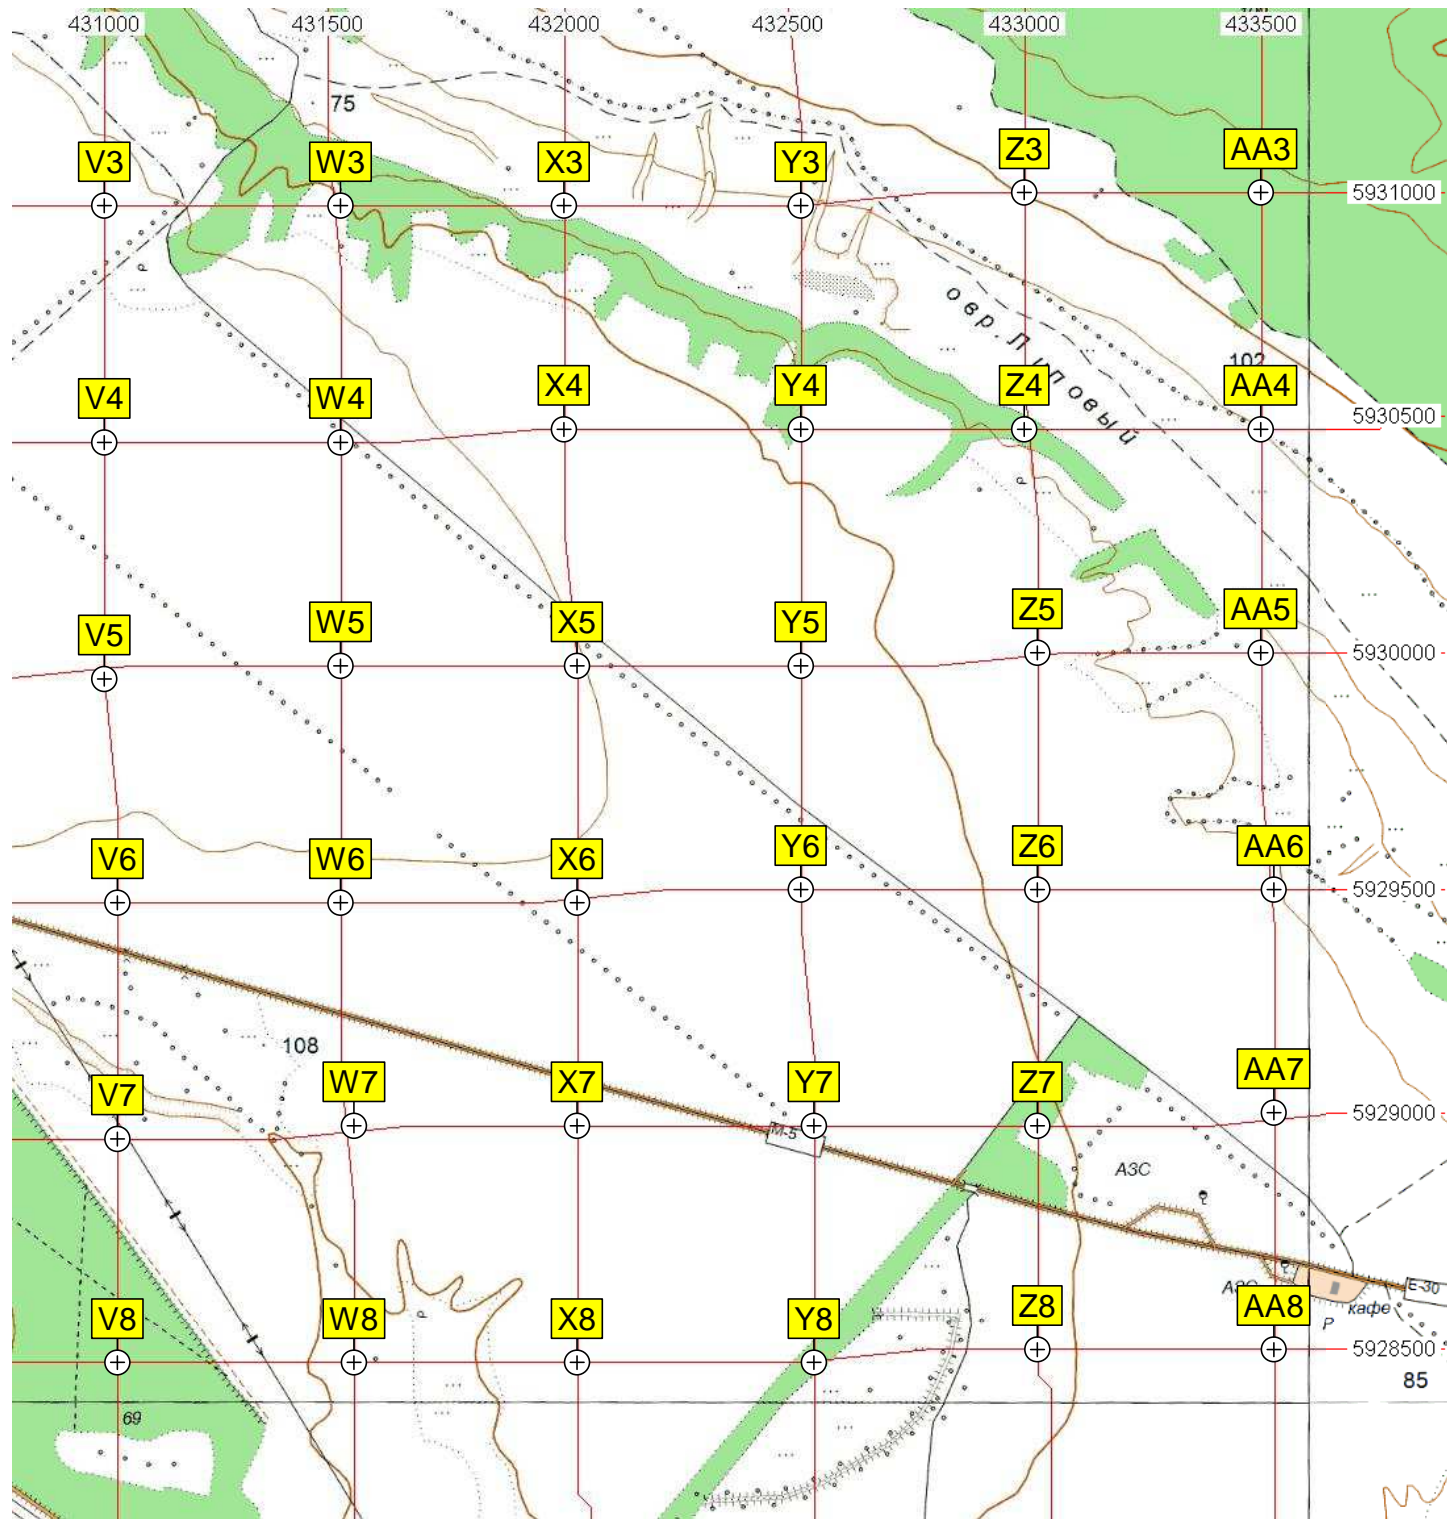 431000 431500 432000 432500 433000 433500
75
V3 W3 X3 Y3 Z3 AA3
5931000
овр. Липовый
102
V4 W4 X4 Y4 Z4 AA4
5930500
V5 W5 X5 Y5 Z5 AA5
5930000
V6 W6 X6 Y6 Z6 AA6
5929500
108
V7 W7 X7 Y7 Z7 AA7
5929000
М-5
АЗС
АЗС
Е-30
кафе
Р
V8 W8 X8 Y8 Z8 AA8
5928500
85
69